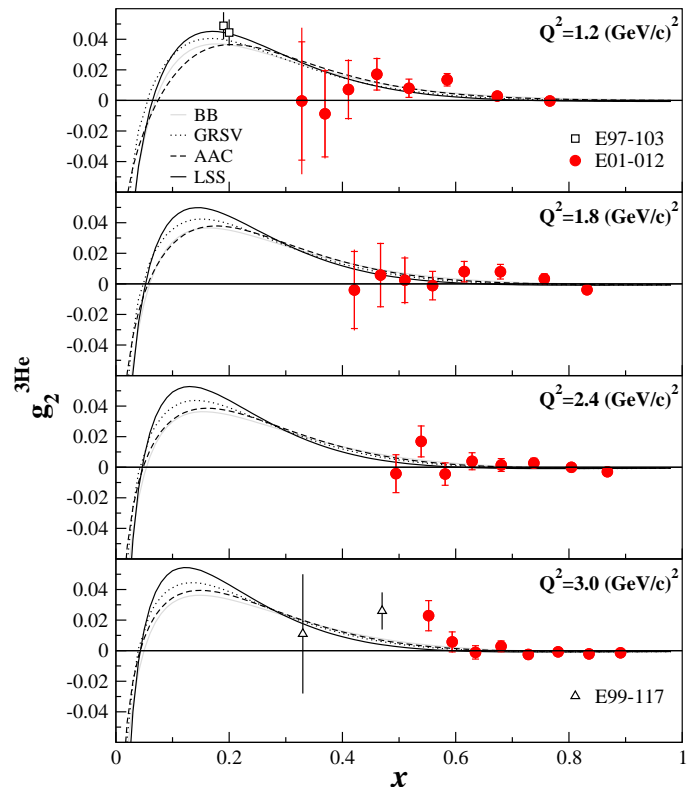 Q²=1.2 (GeV/c)²
0.04
0.02
0
-0.02
-0.04
BB
GRSV
AAC
LSS
E97-103
E01-012
Q²=1.8 (GeV/c)²
0.04
0.02
0
-0.02
-0.04
g₂³ᴴᵉ
Q²=2.4 (GeV/c)²
0.04
0.02
0
-0.02
-0.04
Q²=3.0 (GeV/c)²
0.04
0.02
0
-0.02
-0.04
E99-117
0 0.2 0.4 0.6 0.8 1
x